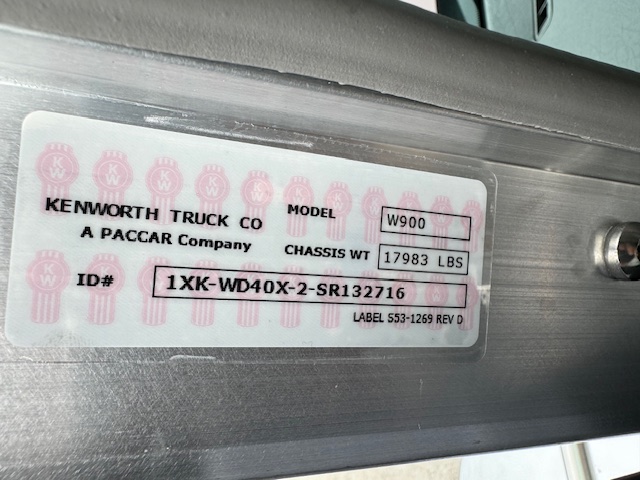 KENWORTH TRUCK CO
A PACCAR Company
MODEL W900
CHASSIS WT 17983 LBS
ID# 1XK-WD40X-2-SR132716
LABEL S53-1269 REV D